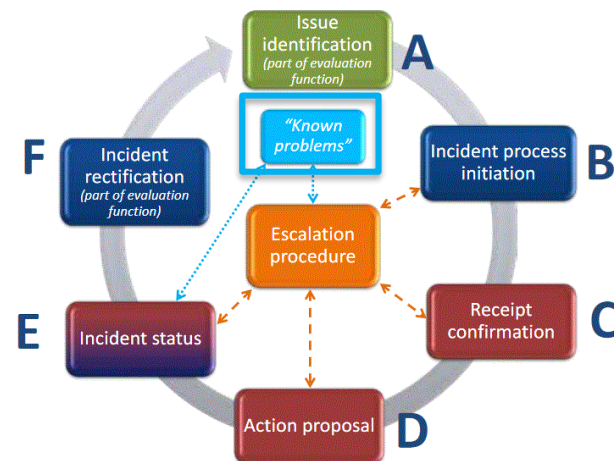 Issue
identification
(part of evaluation
function)
A
"Known
problems"
F
Incident
rectification
(part of evaluation
function)
Incident process
initiation
B
Escalation
procedure
E
Incident status
Receipt
confirmation
C
Action proposal
D